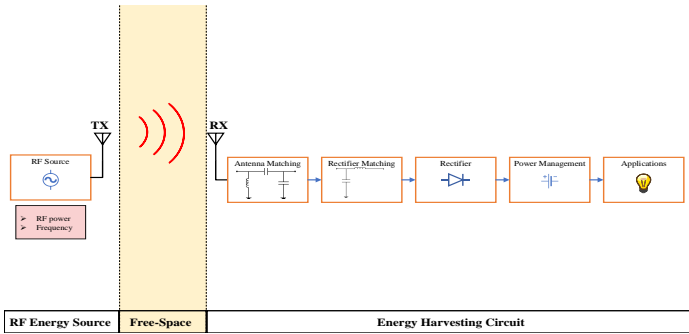 TX
RX
RF Source
Antenna Matching
Rectifier Matching
Rectifier
Power Management
Applications
➢ RF power
➢ Frequency
RF Energy Source
Free-Space
Energy Harvesting Circuit